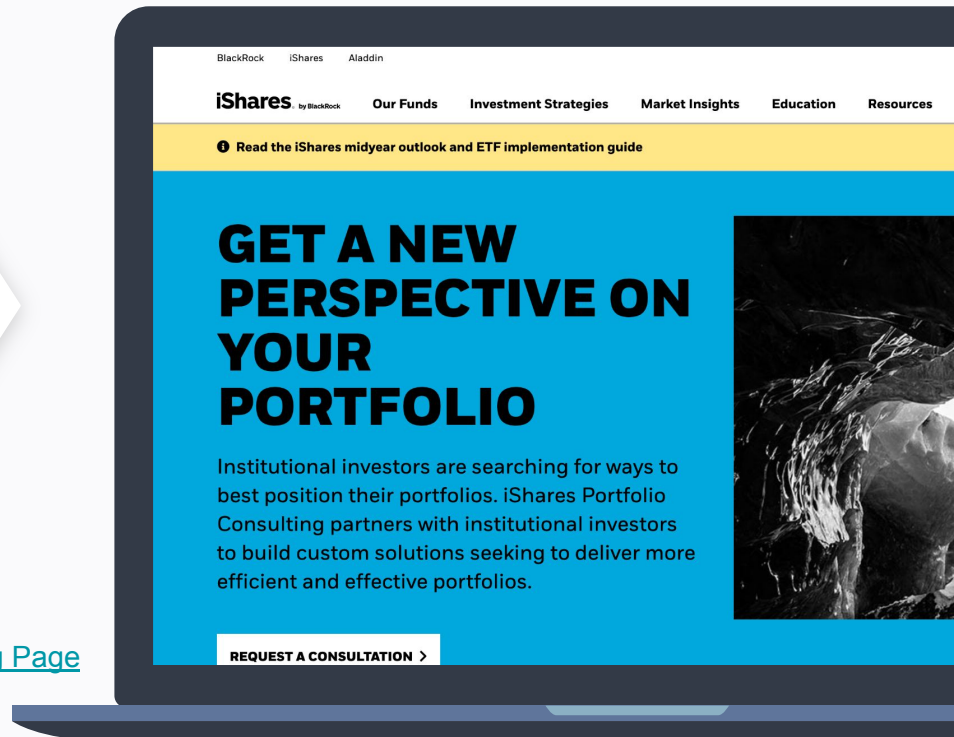 BlackRock iShares Aladdin
iShares. by BlackRock Our Funds Investment Strategies Market Insights Education Resources
Read the iShares midyear outlook and ETF implementation guide
GET A NEW
PERSPECTIVE ON
YOUR
PORTFOLIO
Institutional investors are searching for ways to
best position their portfolios. iShares Portfolio
Consulting partners with institutional investors
to build custom solutions seeking to deliver more
efficient and effective portfolios.
REQUEST A CONSULTATION >
Page